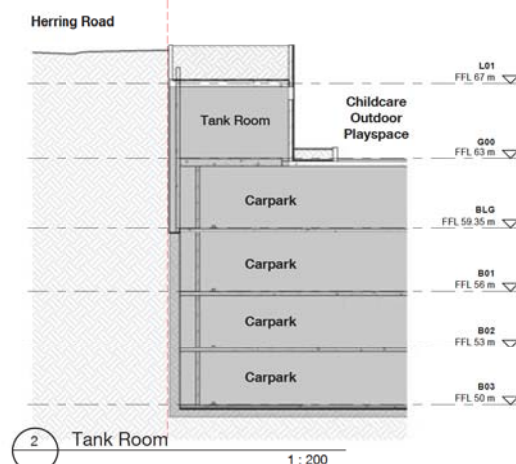 Herring Road
L01
FFL 67 m
Tank Room
Childcare
Outdoor
Playspace
G00
FFL 63 m
Carpark
BLG
FFL 59.35 m
Carpark
B01
FFL 56 m
Carpark
B02
FFL 53 m
Carpark
B03
FFL 50 m
2
Tank Room
1 : 200